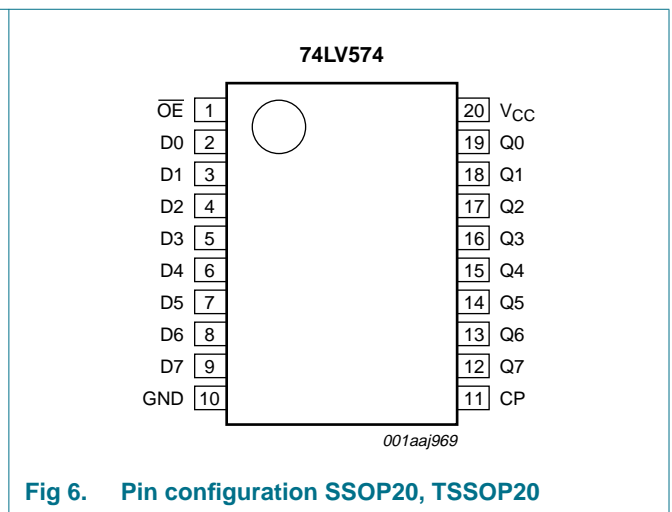 74LV574
OE 1 20 VCC
D0 2 19 Q0
D1 3 18 Q1
D2 4 17 Q2
D3 5 16 Q3
D4 6 15 Q4
D5 7 14 Q5
D6 8 13 Q6
D7 9 12 Q7
GND 10 11 CP
001aaj969
Fig 6. Pin configuration SSOP20, TSSOP20